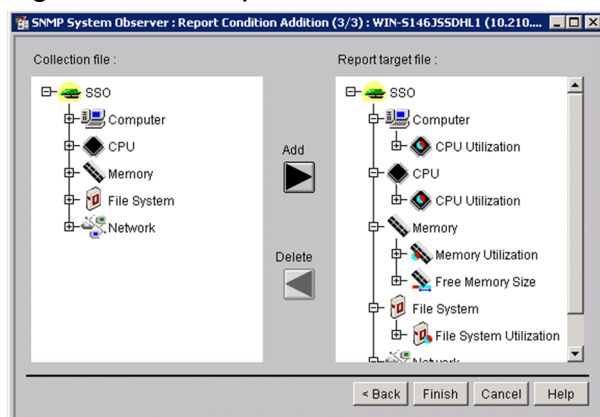 SNMP System Observer : Report Condition Addition (3/3) : WIN-S146JS5DHL1 (10.210....
Collection file :
SSO
Computer
CPU
Memory
File System
Network
Add
Delete
Report target file :
SSO
Computer
CPU Utilization
CPU
CPU Utilization
Memory
Memory Utilization
Free Memory Size
File System
File System Utilization
Network
< Back
Finish
Cancel
Help